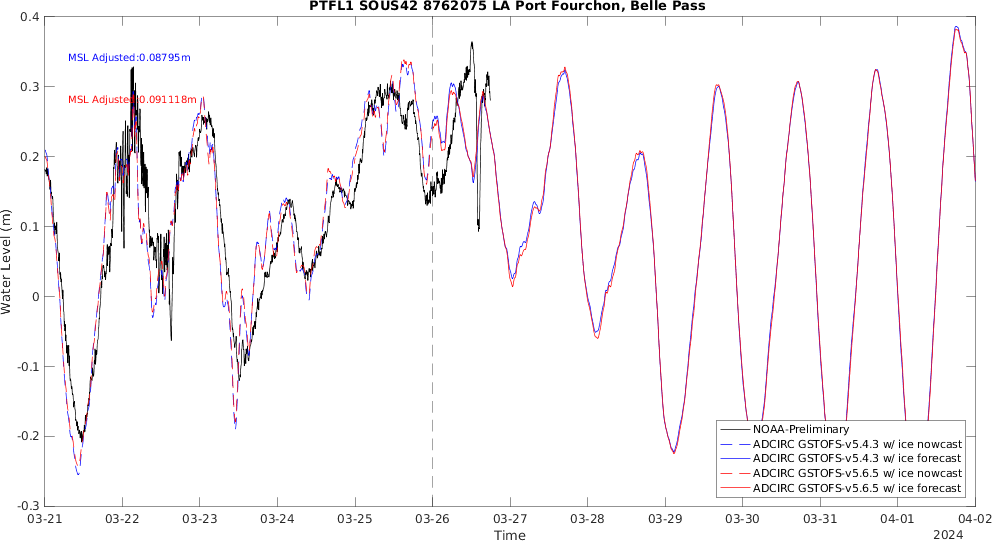 PTFL1 SOUS42 8762075 LA Port Fourchon, Belle Pass
MSL Adjusted:0.08795m
MSL Adjusted:0.091118m
Water Level (m)
0.4
0.3
0.2
0.1
0
-0.1
-0.2
-0.3
NOAA-Preliminary
ADCIRC GSTOFS-v5.4.3 w/ ice nowcast
ADCIRC GSTOFS-v5.4.3 w/ ice forecast
ADCIRC GSTOFS-v5.6.5 w/ ice nowcast
ADCIRC GSTOFS-v5.6.5 w/ ice forecast
03-21 03-22 03-23 03-24 03-25 03-26 03-27 03-28 03-29 03-30 03-31 04-01 04-02
Time
2024